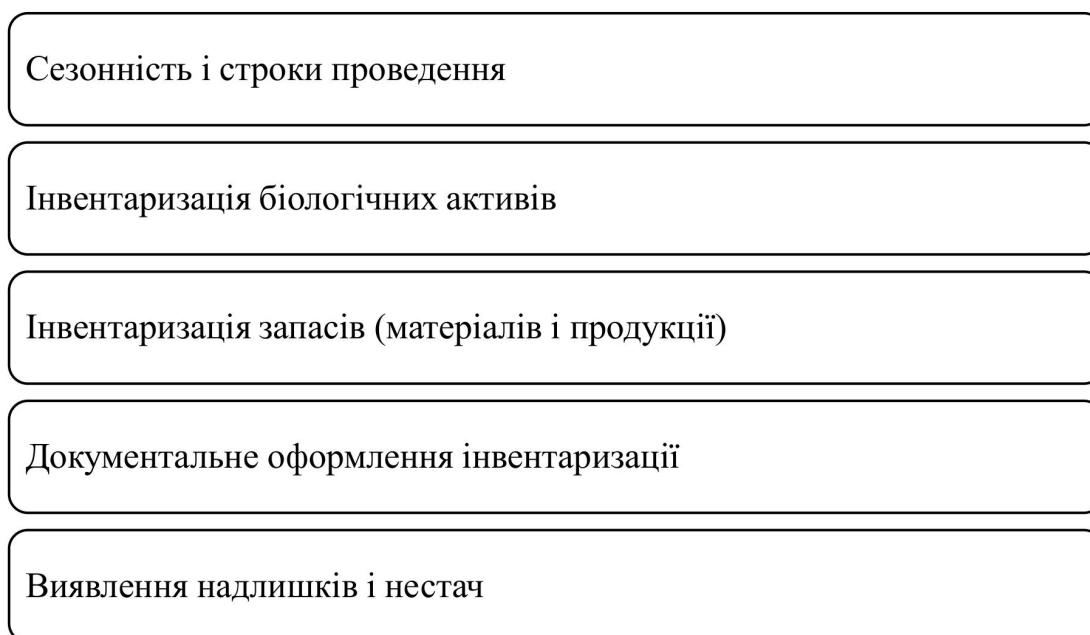 Сезонність і строки проведення
Інвентаризація біологічних активів
Інвентаризація запасів (матеріалів і продукції)
Документальне оформлення інвентаризації
Виявлення надлишків і нестач